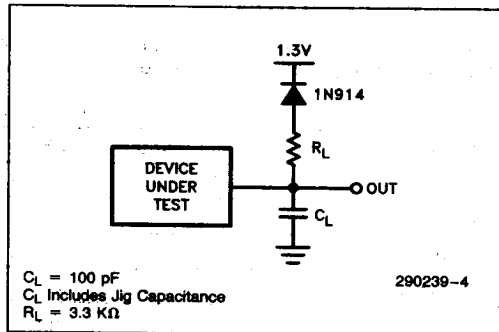 1.3V
1N914
R_L
DEVICE
UNDER
TEST
OUT
C_L
C_L = 100 pF
C_L Includes Jig Capacitance
R_L = 3.3 KΩ
290239-4